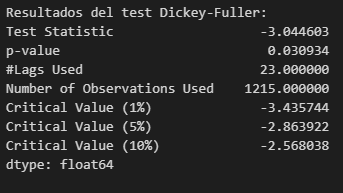 Resultados del test Dickey-Fuller:
Test Statistic -3.044603
p-value 0.030934
#Lags Used 23.000000
Number of Observations Used 1215.000000
Critical Value (1%) -3.435744
Critical Value (5%) -2.863922
Critical Value (10%) -2.568038
dtype: float64